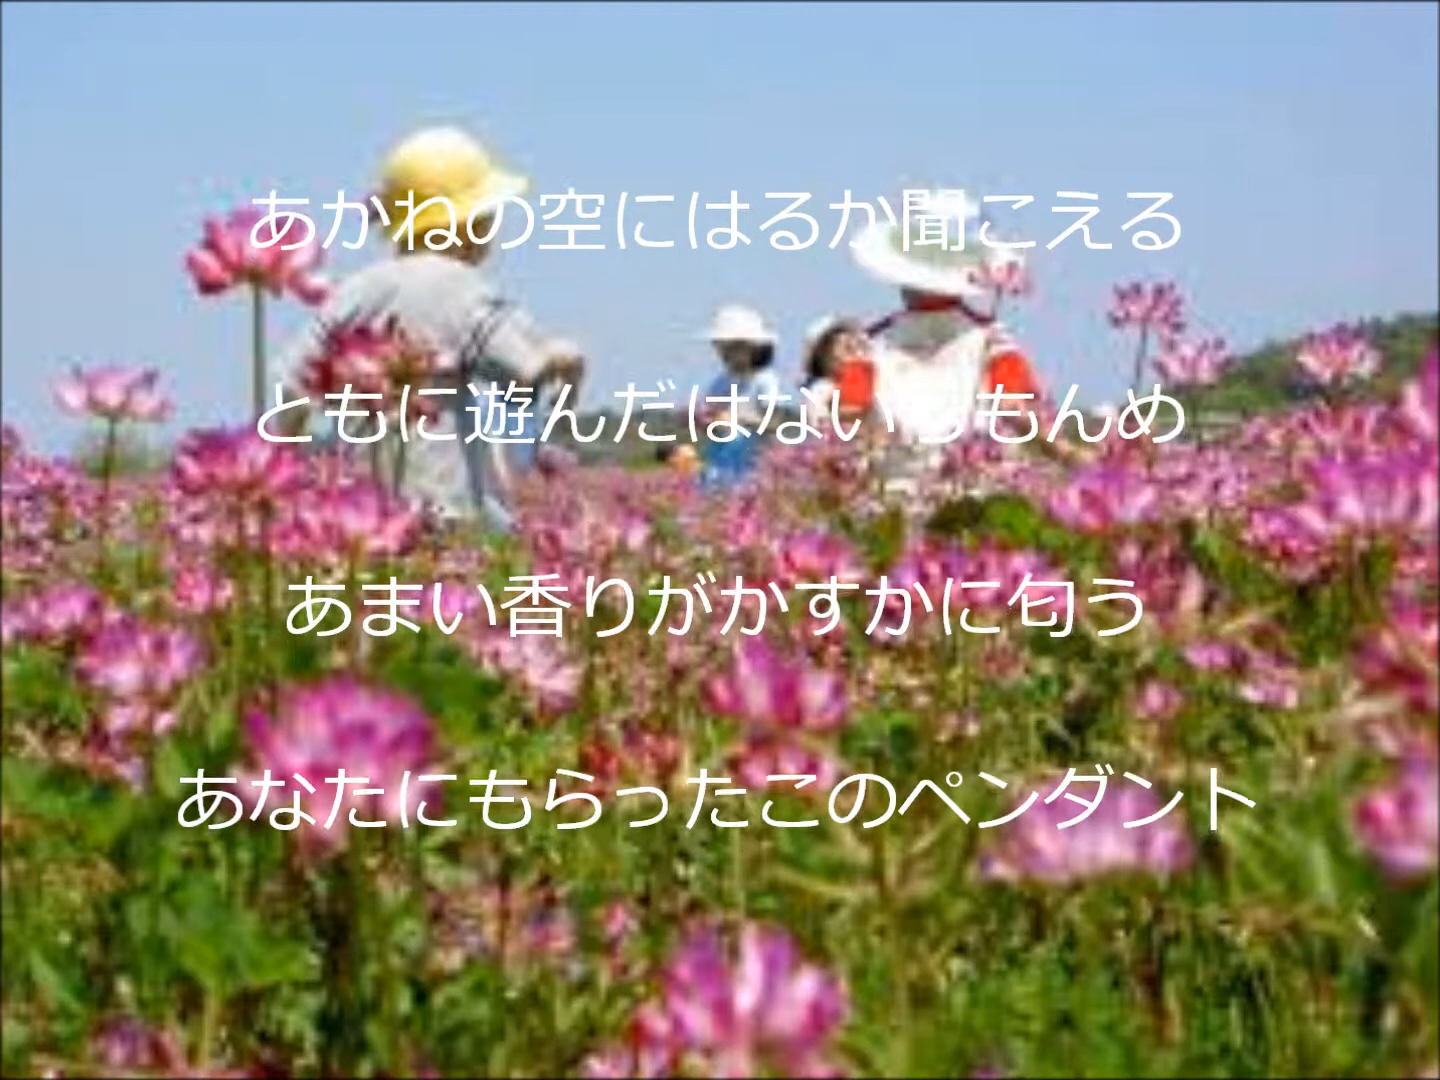 あかねの空にはるか聞こえる
ともに遊んだはないちもんめ
あまい香りがかすかに匂う
あなたにもらったこのペンダント